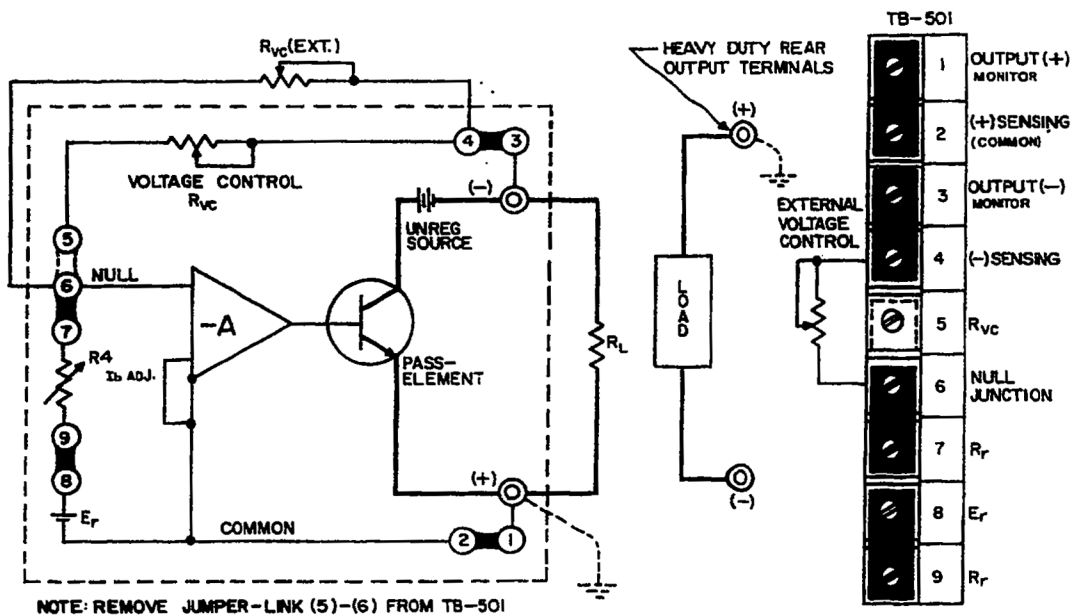 TB-501
RVC (EXT.)
HEAVY DUTY REAR
OUTPUT TERMNALS
1 OUTPUT (+)
MONITOR
(+)
2 (+) SENSING
(COMMON)
4 3
VOLTAGE CONTROL
RVC
(-)
3 OUTPUT (-)
MONITOR
UNREG
SOURCE
EXTERNAL
VOLTAGE
CONTROL
5
4 (-) SENSING
6
NULL
LOAD
7
-A
5 RVC
RL
R4
Ib ADJ.
PASS-
ELEMENT
6 NULL
JUNCTION
9
7 Rr
8
(+)
(-)
8 Er
Er
COMMON
2 1
9 Rr
NOTE: REMOVE JUMPER-LINK (5)-(6) FROM TB-501